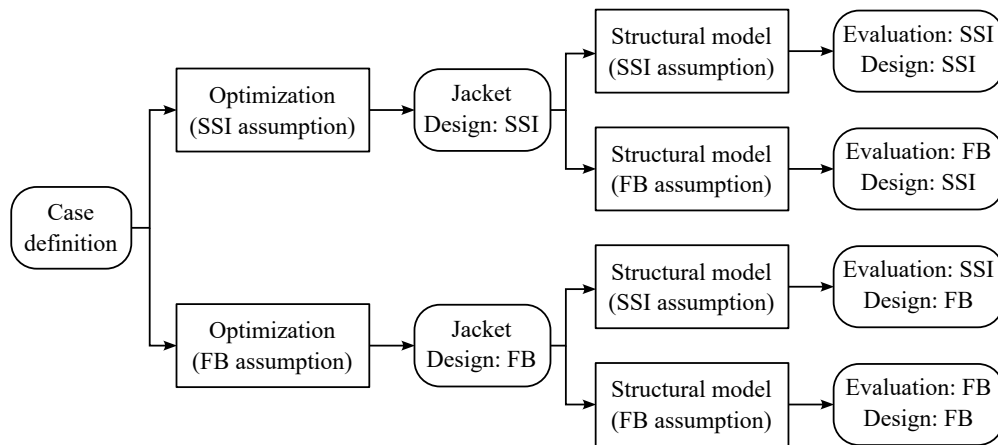 Case
definition
Optimization
(SSI assumption)
Jacket
Design: SSI
Structural model
(SSI assumption)
Evaluation: SSI
Design: SSI
Structural model
(FB assumption)
Evaluation: FB
Design: SSI
Optimization
(FB assumption)
Jacket
Design: FB
Structural model
(SSI assumption)
Evaluation: SSI
Design: FB
Structural model
(FB assumption)
Evaluation: FB
Design: FB